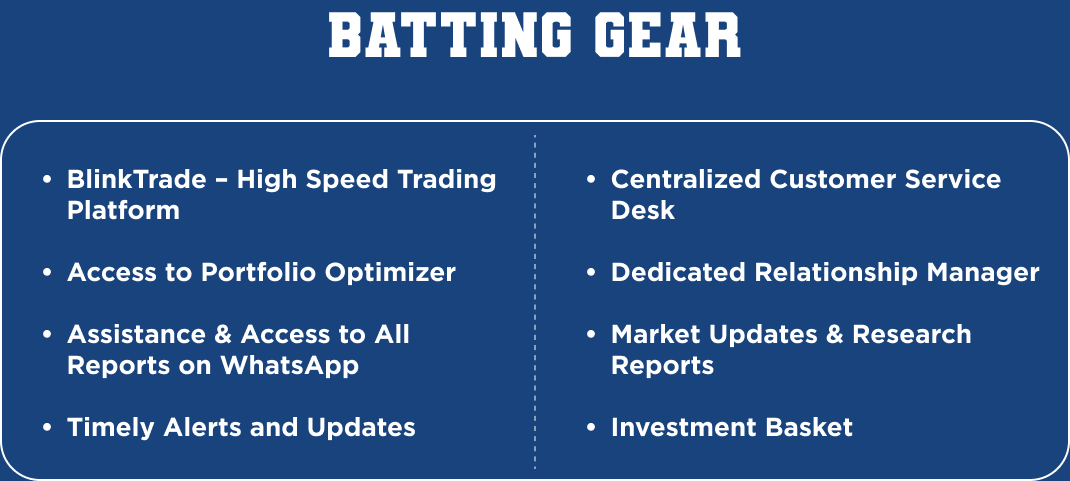 BATTING GEAR
• BlinkTrade – High Speed Trading
Platform
• Access to Portfolio Optimizer
• Assistance & Access to All
Reports on WhatsApp
• Timely Alerts and Updates
• Centralized Customer Service
Desk
• Dedicated Relationship Manager
• Market Updates & Research
Reports
• Investment Basket